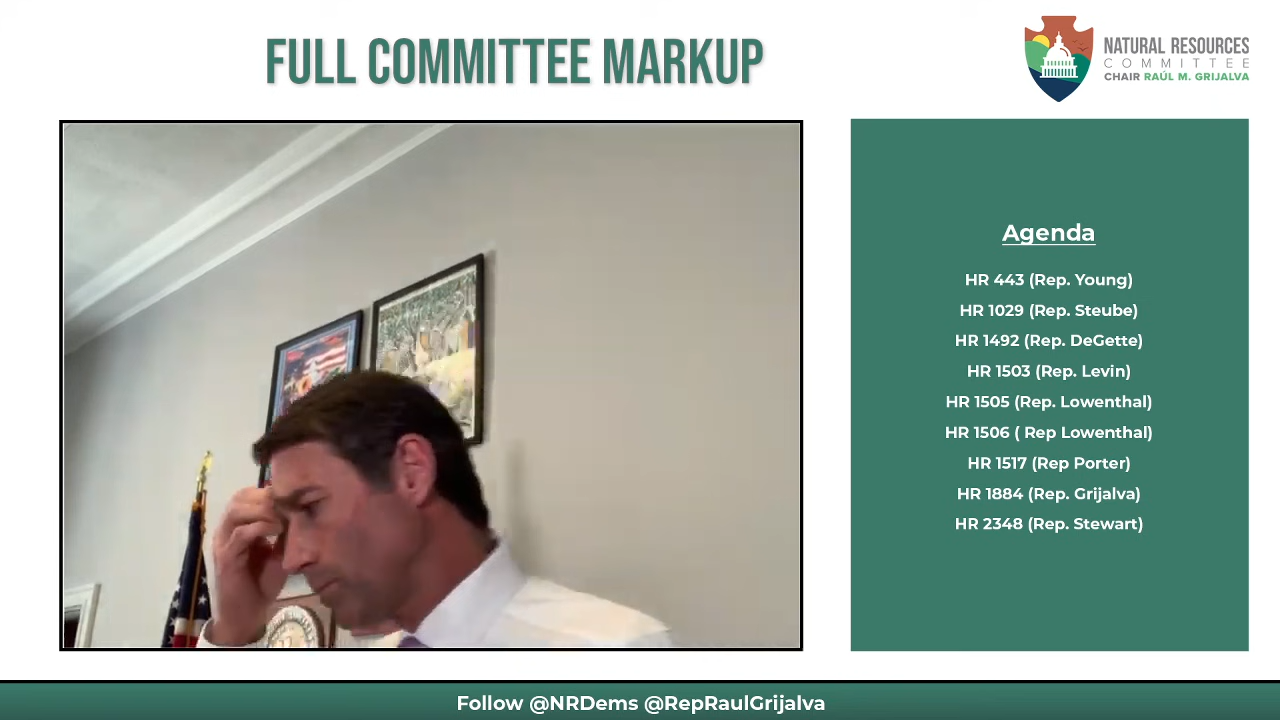 FULL COMMITTEE MARKUP
NATURAL RESOURCES
COMMITTEE
CHAIR RAÚL M. GRIJALVA
Agenda
HR 443 (Rep. Young)
HR 1029 (Rep. Steube)
HR 1492 (Rep. DeGette)
HR 1503 (Rep. Levin)
HR 1505 (Rep. Lowenthal)
HR 1506 ( Rep Lowenthal)
HR 1517 (Rep Porter)
HR 1884 (Rep. Grijalva)
HR 2348 (Rep. Stewart)
Follow @NRDems @RepRaulGrijalva